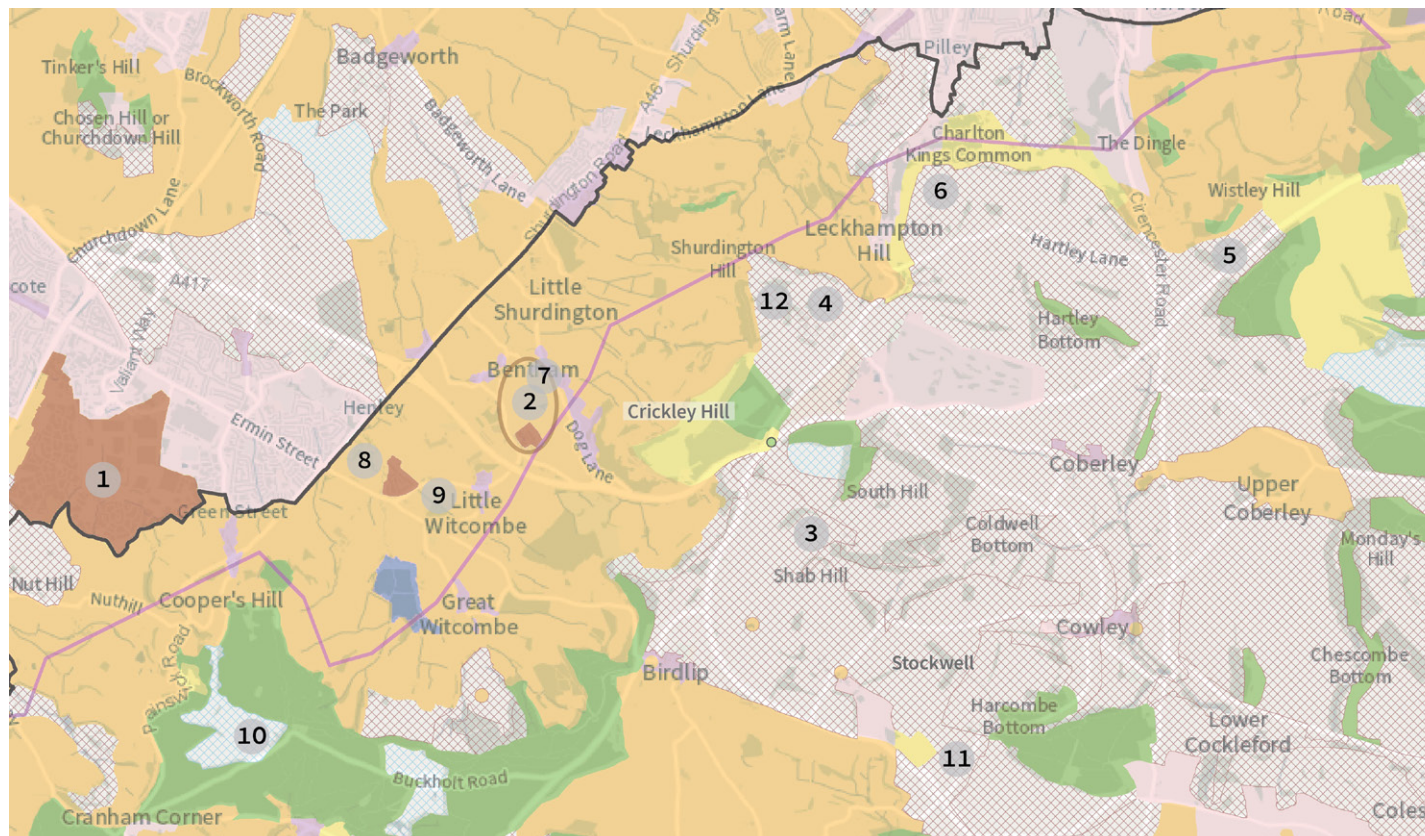 Pilley
Road
Badgeworth
Tinker's Hill
Brockworth Road
The Park
Chosen Hill or
Churchdown Hill
Badgeworth Lane
A46
Shurdington Road
Leckhampton Lane
Charlton
Kings Common
The Dingle
6
Wistley Hill
Churchdown Lane
Cirencester Road
Leckhampton
Hill
Shurdington
Hill
Hartley Lane
5
A417
cote
Little
Shurdington
12
4
Hartley
Bottom
Valiant Way
Bentham
7
2
Henley
Crickley Hill
Ermin Street
Dog Lane
8
1
9
Little
Witcombe
Coberley
South Hill
Upper
Coberley
Green Street
3
Coldwell
Bottom
Monday's
Hill
Nut Hill
Shab Hill
Nuthill
Cooper's Hill
Great
Witcombe
Cowley
Painswick Road
Birdlip
Stockwell
Chescombe
Bottom
Harcombe
Bottom
10
Lower
Cockleford
11
Buckholt Road
Cranham Corner
Coles